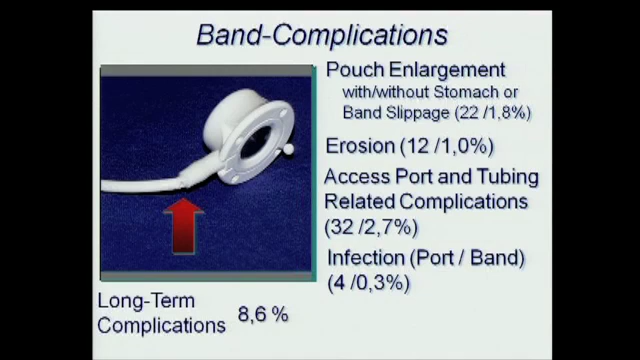 Band-Complications
Pouch Enlargement
with/without Stomach or
Band Slippage (22 /1,8%)
Erosion (12 /1,0%)
Access Port and Tubing
Related Complications
(32 /2,7%)
Infection (Port / Band)
(4 /0,3%)
Long-Term
Complications 8,6 %